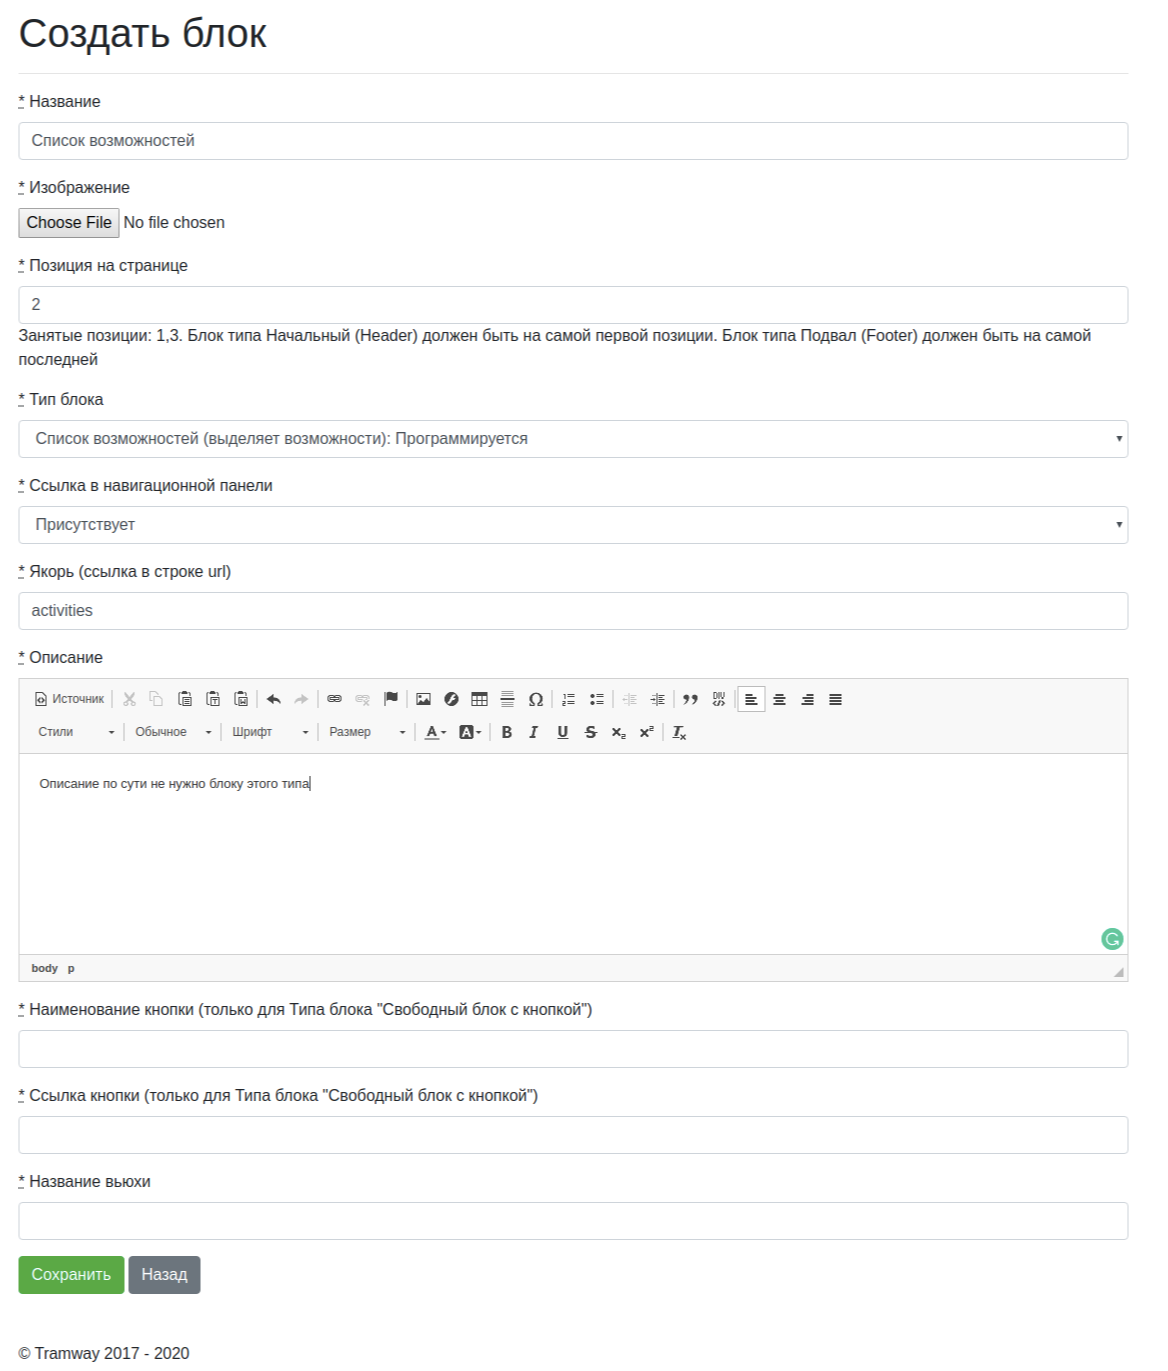 Создать блок
* Название
Список возможностей
* Изображение
Choose File No file chosen
* Позиция на странице
2
Занятые позиции: 1,3. Блок типа Начальный (Header) должен быть на самой первой позиции. Блок типа Подвал (Footer) должен быть на самой
последней
* Тип блока
Список возможностей (выделяет возможности): Программируется
* Ссылка в навигационной панели
Присутствует
* Якорь (ссылка в строке url)
activities
* Описание
Источник
Стили Обычное Шрифт Размер
Описание по сути не нужно блоку этого типа
body p
* Наименование кнопки (только для Типа блока "Свободный блок с кнопкой")
* Ссылка кнопки (только для Типа блока "Свободный блок с кнопкой")
* Название вьюхи
Сохранить Назад
© Tramway 2017 - 2020